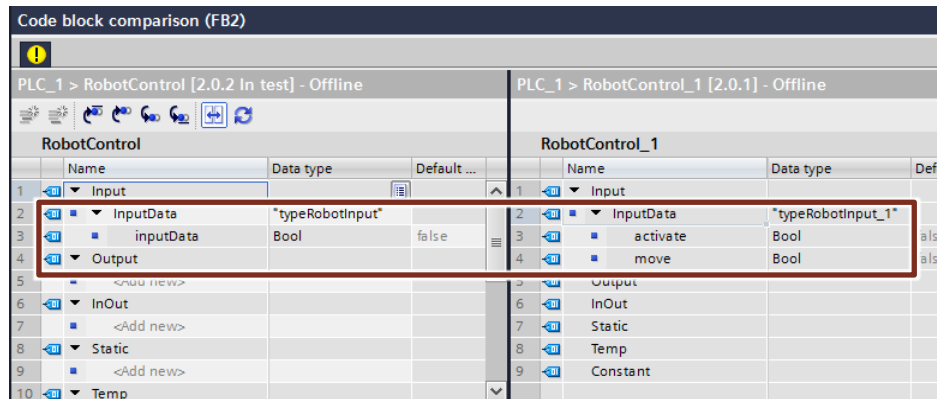 Code block comparison (FB2)
PLC_1 > RobotControl [2.0.2 In test] - Offline
PLC_1 > RobotControl_1 [2.0.1] - Offline
RobotControl
RobotControl_1
Name Data type Default ...
Name Data type Def
1 Input
1 Input
2 InputData "typeRobotInput"
2 InputData "typeRobotInput_1"
3 inputData Bool false
3 activate Bool als
4 Output
4 move Bool als
5 <Add new>
5 Output
6 InOut
6 InOut
7 <Add new>
7 Static
8 Static
8 Temp
9 <Add new>
9 Constant
10 Temp